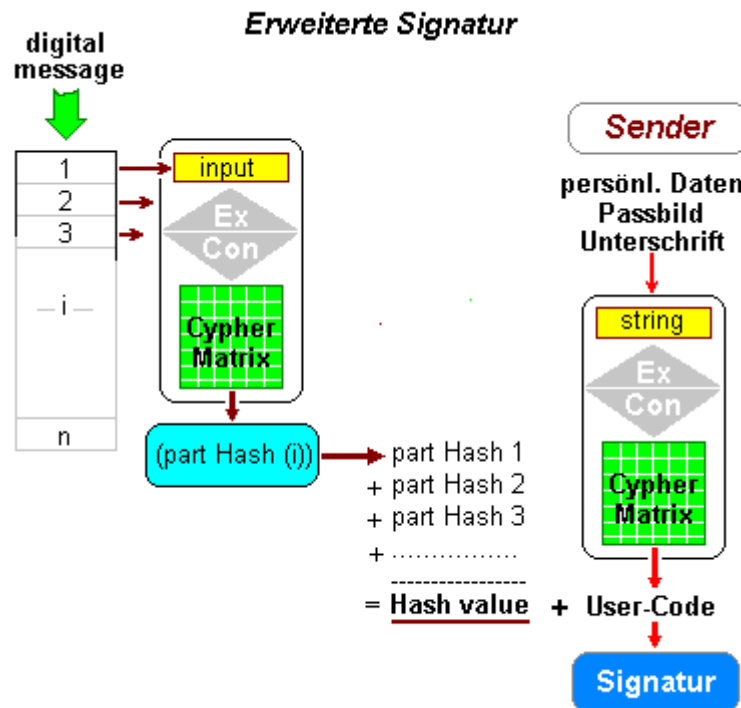 Erweiterte Signatur
digital
message
1
2
3
—i—
n
input
Ex
Con
Cypher
Matrix
(part Hash (i))
part Hash 1
+ part Hash 2
+ part Hash 3
+ ................
------------------
= Hash value + User-Code
Sender
persönl. Daten
Passbild
Unterschrift
string
Ex
Con
Cypher
Matrix
Signatur